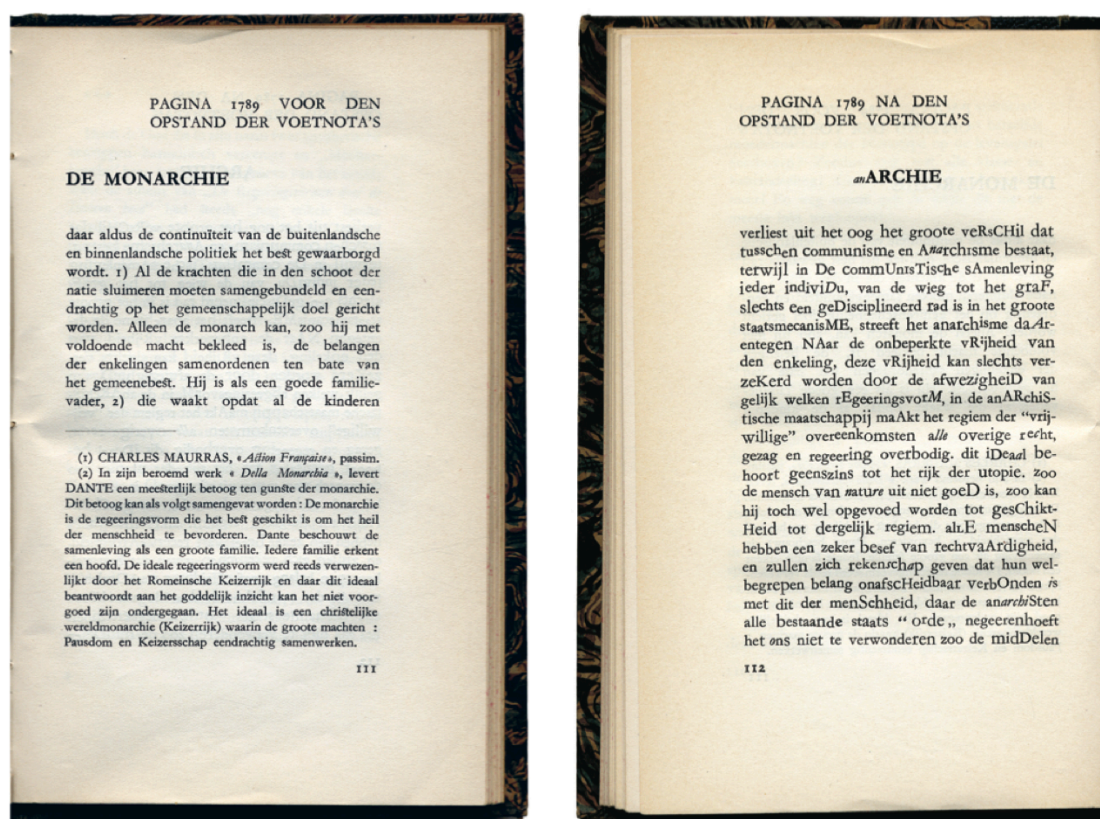 PAGINA 1789 VOOR DEN
OPSTAND DER VOETNOTA'S
DE MONARCHIE
daar aldus de continuïteit van de buitenlandsche
en binnenlandsche politiek het best gewaarborgd
wordt. 1) Al de krachten die in den schoot der
natie sluimeren moeten samengebundeld en een-
drachtig op het gemeenschappelijk doel gericht
worden. Alleen de monarch kan, zoo hij met
voldoende macht bekleed is, de belangen
der enkelingen samenordenen ten bate van
het gemeenebest. Hij is als een goede familie-
vader, 2) die waakt opdat al de kinderen
(1) CHARLES MAURRAS, «Action Française», passim.
(2) In zijn beroemd werk « Della Monarchia », levert
DANTE een meesterlijk betoog ten gunste der monarchie.
Dit betoog kan als volgt samengevat worden : De monarchie
is de regeeringsvorm die het best geschikt is om het heil
der menschheid te bevorderen. Dante beschouwt de
samenleving als een groote familie. Iedere familie erkent
een hoofd. De ideale regeeringsvorm werd reeds verwezen-
lijkt door het Romeinsche Keizerrijk en daar dit ideaal
beantwoordt aan het goddelijk inzicht kan het niet voor-
goed zijn ondergegaan. Het ideaal is een christelijke
wereldmonarchie (Keizerrijk) waarin de groote machten :
Pausdom en Keizersschap eendrachtig samenwerken.
111
PAGINA 1789 NA DEN
OPSTAND DER VOETNOTA'S
anARCHIE
verliest uit het oog het groote veRsCHil dat
tusschen communisme en AnarchIsme bestaat,
terwijl in De commUnisTische sAmenleving
ieder indiviDu, van de wieg tot het graF,
slechts een geDisciplineerd rad is in het groote
staatsmecanisME, streeft het anarchisme daAr-
entegen NAar de onbeperkte vRijheid van
den enkeling, deze vRijheid kan slechts ver-
zeKerd worden door de afwezigheiD van
gelijk welken rEgeeringsvorM, in de anARchiS-
tische maatschappij maAkt het regiem der "vrij-
willige" overeenkomsten alle overige recht,
gezag en regeering overbodig. dit iDeaal be-
hoort geenszins tot het rijk der utopie. zoo
de mensch van nature uit niet goeD is, zoo kan
hij toch wel opgevoed worden tot gesChikt-
Heid tot dergelijk regiem. alLE menscheN
hebben een zeker besef van rechtvaArdigheid,
en zullen zich rekenschap geven dat hun wel-
begrepen belang onafscHeidbaar verbOnden is
met dit der menSchheid, daar de anarchiSten
alle bestaande staats “ orde „ negeerenhoeft
het ons niet te verwonderen zoo de midDelen
112